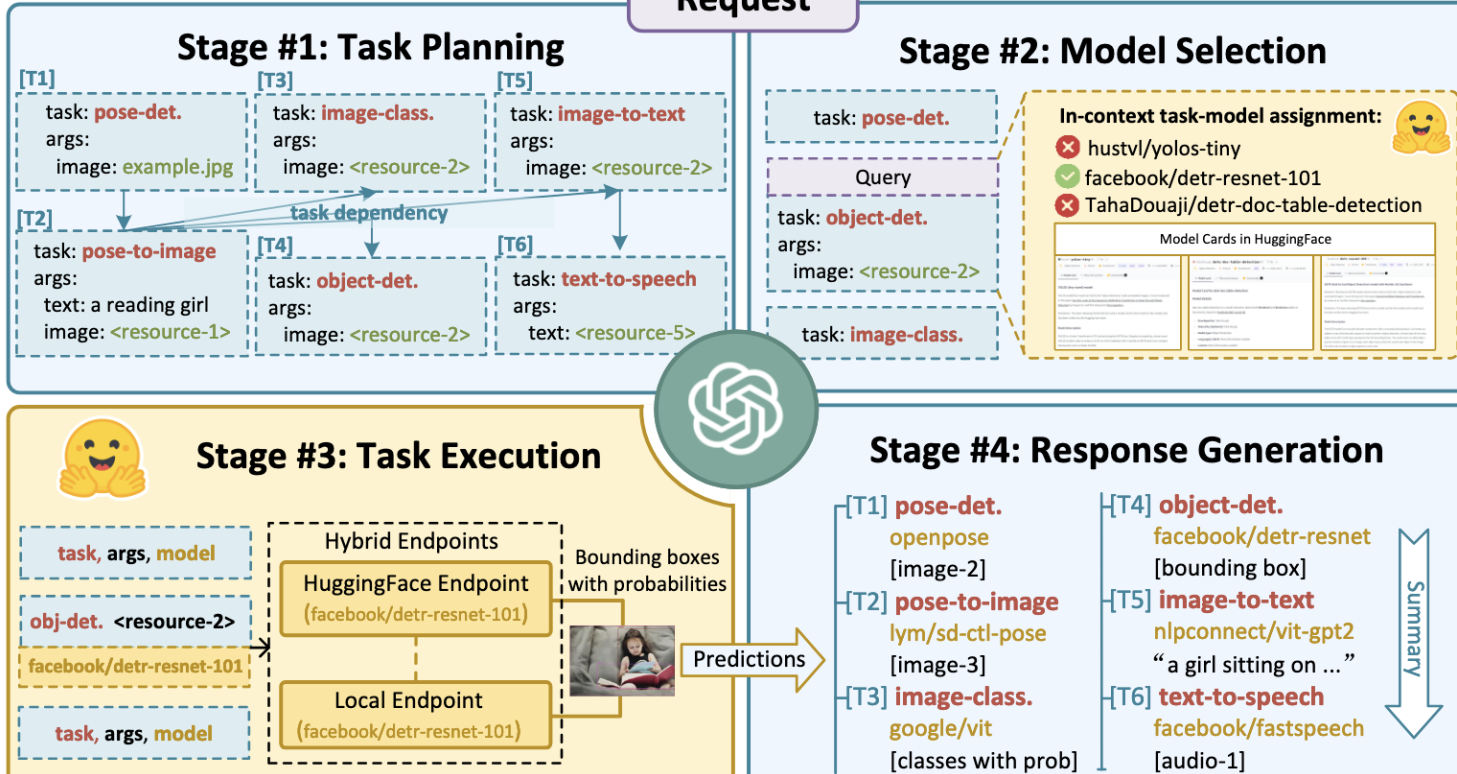 Request
Stage #1: Task Planning
[T1]
task: pose-det.
args:
image: example.jpg
[T3]
task: image-class.
args:
image: <resource-2>
[T5]
task: image-to-text
args:
image: <resource-2>
task dependency
[T2]
task: pose-to-image
args:
text: a reading girl
image: <resource-1>
[T4]
task: object-det.
args:
image: <resource-2>
[T6]
task: text-to-speech
args:
text: <resource-5>
Stage #2: Model Selection
task: pose-det.
Query
task: object-det.
args:
image: <resource-2>
task: image-class.
In-context task-model assignment:
hustvl/yolos-tiny
facebook/detr-resnet-101
TahaDouaji/detr-doc-table-detection
Model Cards in HuggingFace
Stage #3: Task Execution
task, args, model
obj-det. <resource-2>
facebook/detr-resnet-101
task, args, model
Hybrid Endpoints
HuggingFace Endpoint
(facebook/detr-resnet-101)
Local Endpoint
(facebook/detr-resnet-101)
Bounding boxes
with probabilities
Predictions
Stage #4: Response Generation
[T1] pose-det.
openpose
[image-2]
[T2] pose-to-image
lym/sd-ctl-pose
[image-3]
[T3] image-class.
google/vit
[classes with prob]
[T4] object-det.
facebook/detr-resnet
[bounding box]
[T5] image-to-text
nlpconnect/vit-gpt2
“a girl sitting on ...”
[T6] text-to-speech
facebook/fastspeech
[audio-1]
Summary